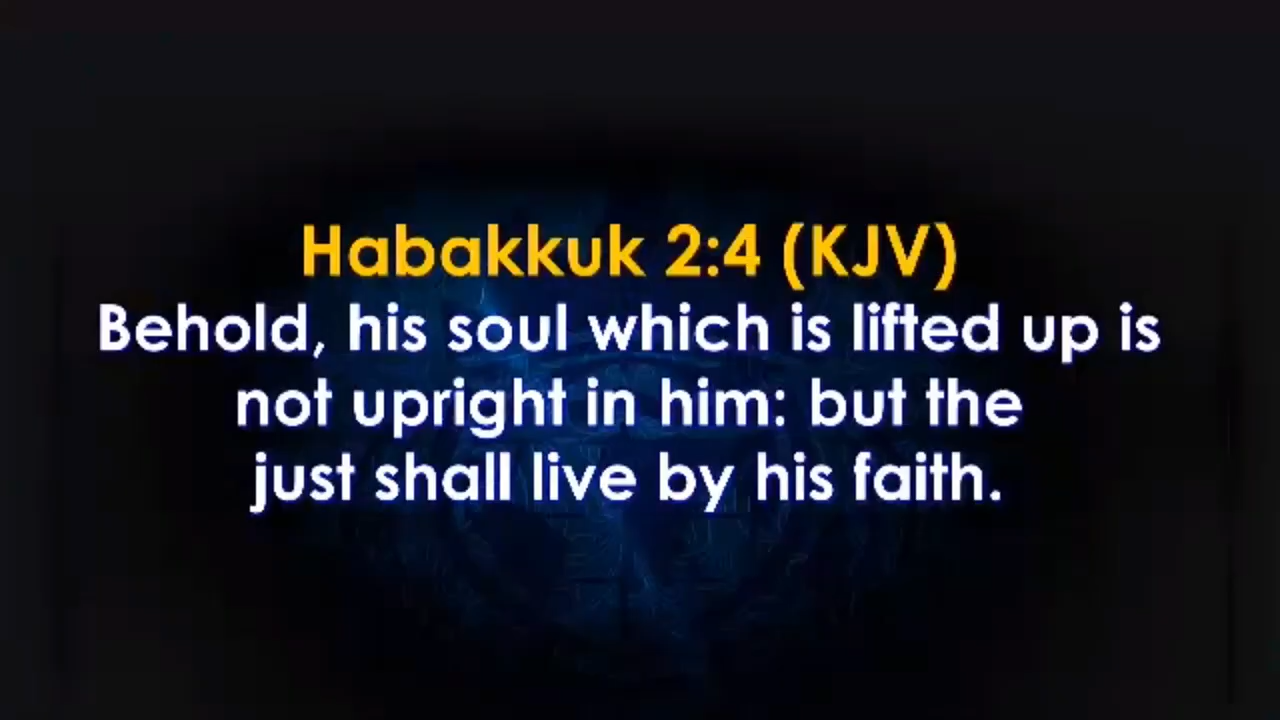 Habakkuk 2:4 (KJV)
Behold, his soul which is lifted up is
not upright in him: but the
just shall live by his faith.